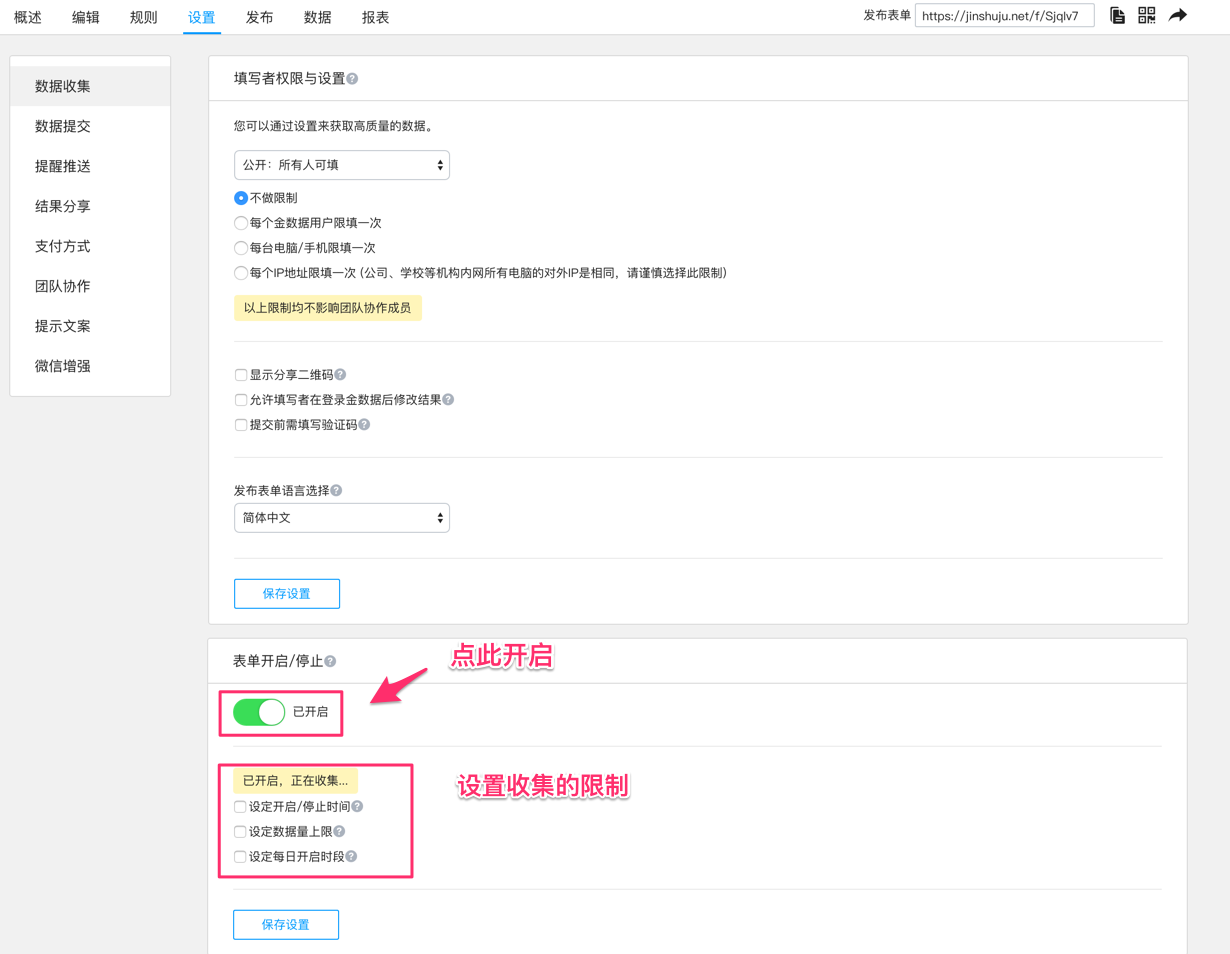 概述 编辑 规则 设置 发布 数据 报表 发布表单 https://jinshuju.net/f/Sjqlv7
数据收集
数据提交
提醒推送
结果分享
支付方式
团队协作
提示文案
微信增强
填写者权限与设置?
您可以通过设置来获取高质量的数据。
公开：所有人可填
不做限制
每个金数据用户限填一次
每台电脑/手机限填一次
每个IP地址限填一次 (公司、学校等机构内网所有电脑的对外IP是相同，请谨慎选择此限制)
以上限制均不影响团队协作成员
显示分享二维码?
允许填写者在登录金数据后修改结果?
提交前需填写验证码?
发布表单语言选择?
简体中文
保存设置
表单开启/停止?
点此开启
已开启
已开启，正在收集...
设置收集的限制
设定开启/停止时间?
设定数据量上限?
设定每日开启时段?
保存设置